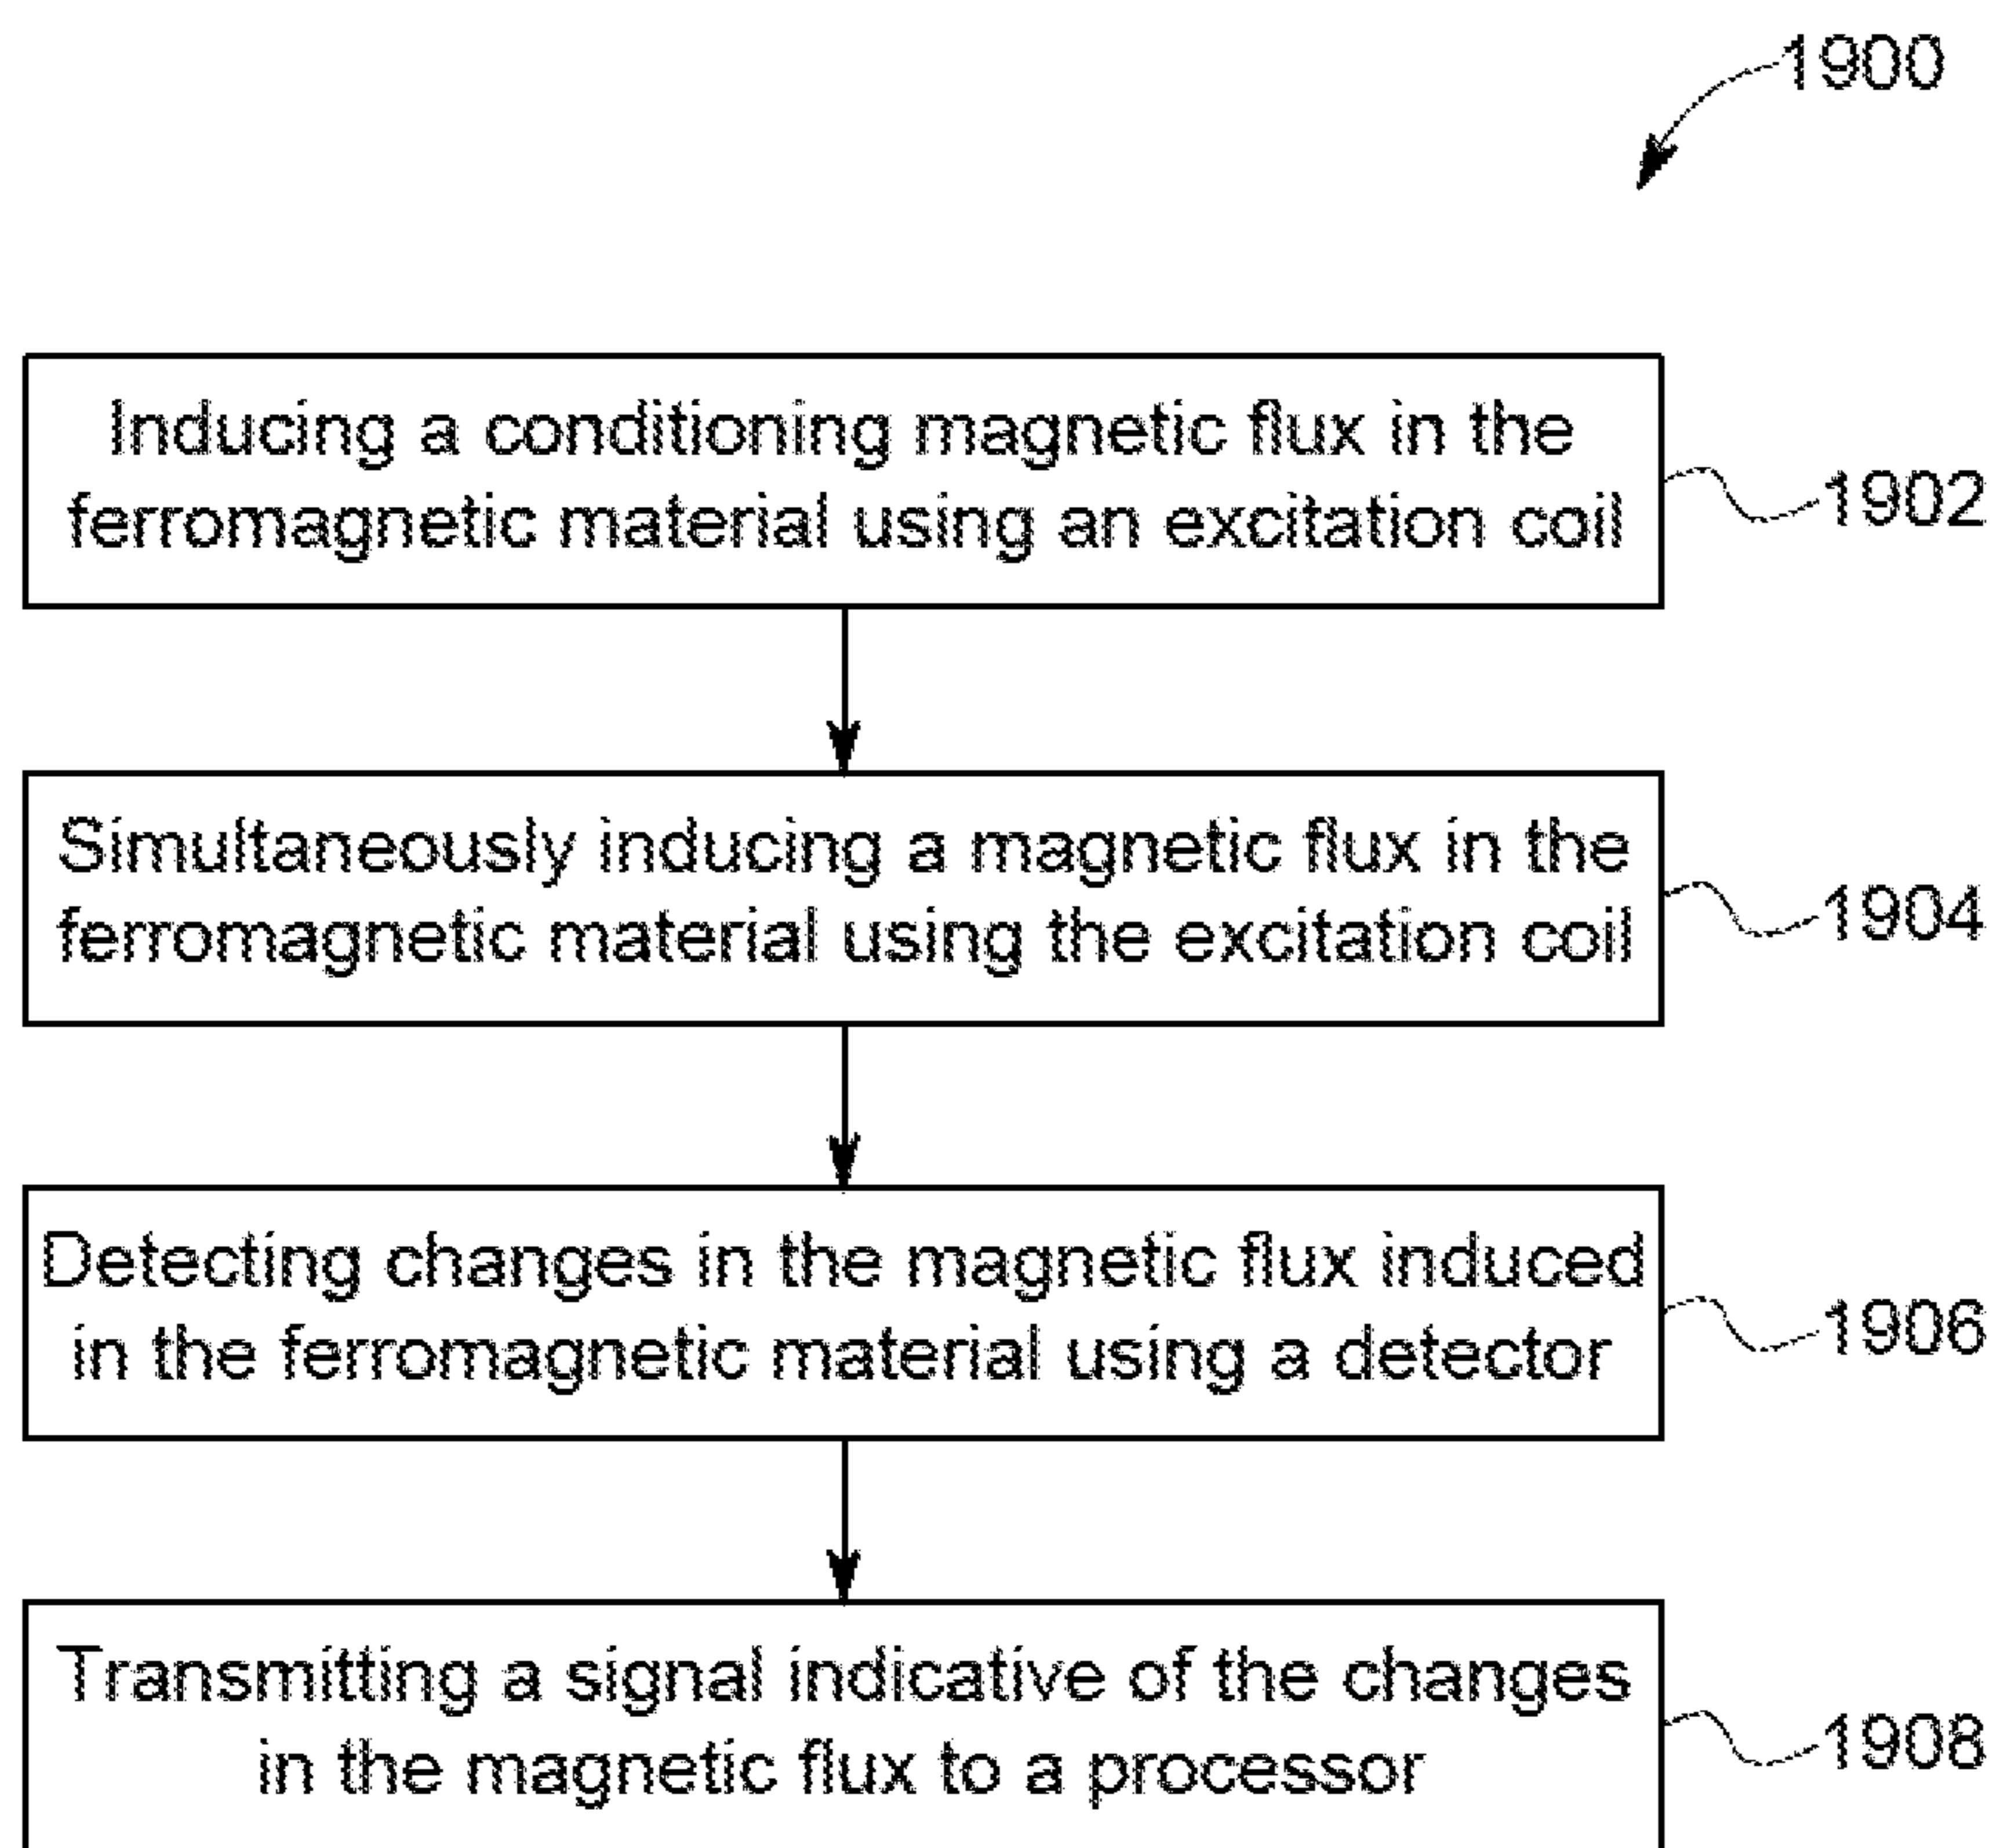 1900
Inducing a conditioning magnetic flux in the
ferromagnetic material using an excitation coil
1902
Simultaneously inducing a magnetic flux in the
ferromagnetic material using the excitation coil
1904
Detecting changes in the magnetic flux induced
in the ferromagnetic material using a detector
1906
Transmitting a signal indicative of the changes
in the magnetic flux to a processor
1908